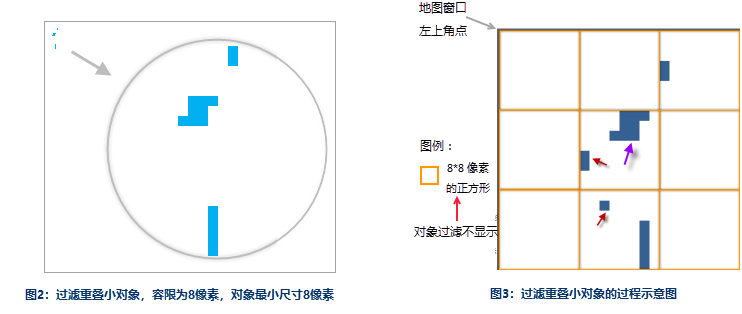 地图窗口
左上角点
图例：
8*8 像素
的正方形
对象过滤不显示
图2：过滤重叠小对象，容限为8像素，对象最小尺寸8像素
图3：过滤重叠小对象的过程示意图